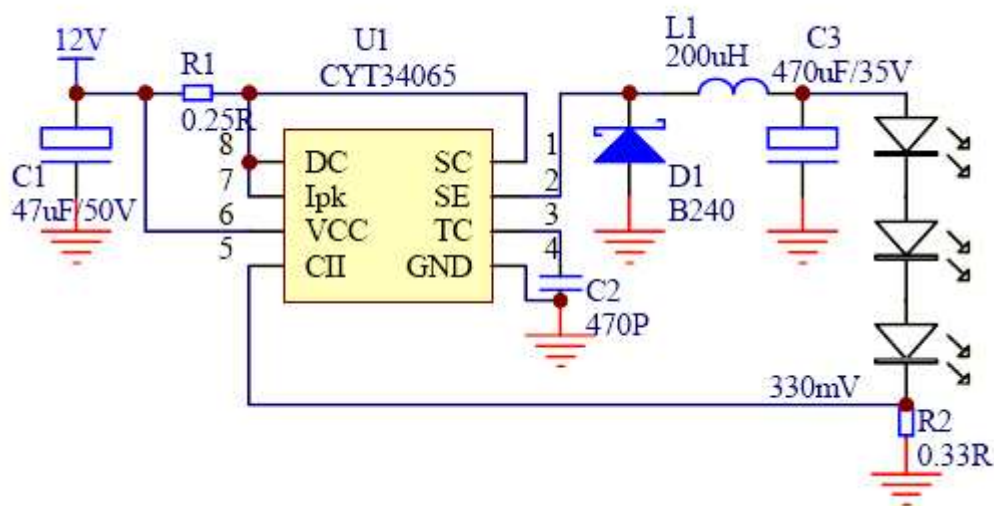 12V
R1
0.25R
C1
47uF/50V
U1
CYT34065
8
7
6
5
DC
Ipk
VCC
CII
SC
SE
TC
GND
1
2
3
4
C2
470P
D1
B240
L1
200uH
C3
470uF/35V
330mV
R2
0.33R